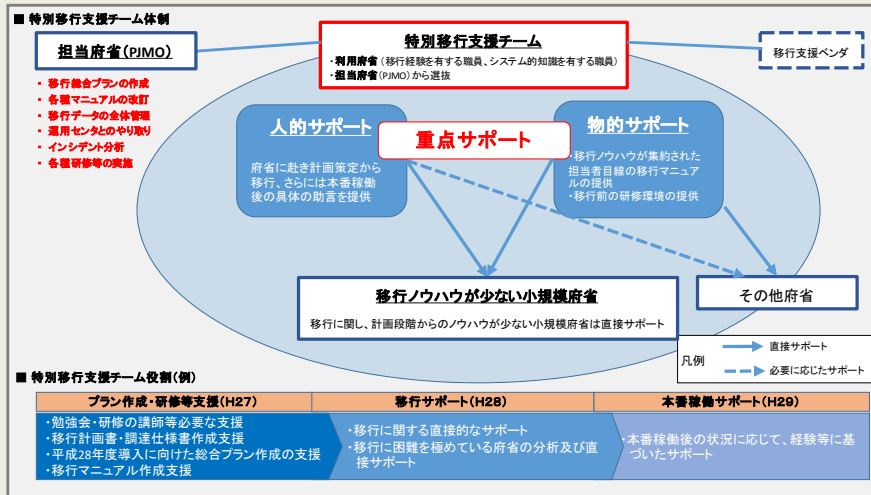 ■ 特別移行支援チーム体制
担当府省(PJMO)
・ 移行総合プランの作成
・ 各種マニュアルの改訂
・ 移行データの全体管理
・ 運用センタとのやり取り
・ インシデント分析
・ 各種研修等の実施
特別移行支援チーム
・利用府省(移行経験を有する職員、システム的知識を有する職員)
・担当府省(PJMO)から選抜
移行支援ベンダ
人的サポート
府省に赴き計画策定から
移行、さらには本番稼働
後の具体の助言を提供
重点サポート
物的サポート
・移行ノウハウが集約された
担当者目線の移行マニュ
アルの提供
・移行前の研修環境の提供
移行ノウハウが少ない小規模府省
移行に関し、計画段階からのノウハウが少ない小規模府省は直接サポート
その他府省
凡例
直接サポート
必要に応じたサポート
■ 特別移行支援チーム役割(例)
プラン作成・研修等支援(H27)
・勉強会・研修の講師等必要な支援
・移行計画書・調達仕様書作成支援
・平成28年度導入に向けた総合プラン作成の支援
・移行マニュアル作成支援
移行サポート(H28)
・移行に関する直接的なサポート
・移行に困難を極めている府省の分析及び直
接サポート
本番稼働サポート(H29)
・本番稼働後の状況に応じて、経験等に基
づいたサポート